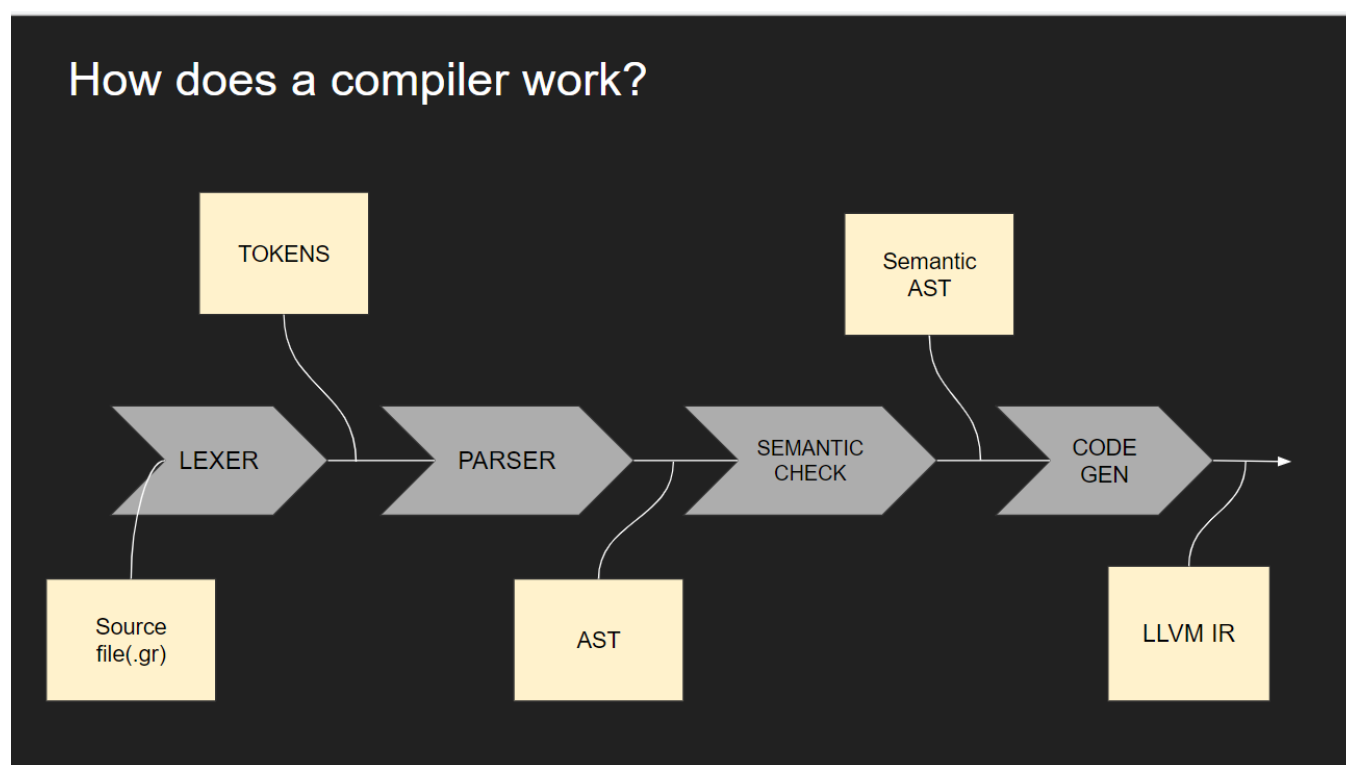 How does a compiler work?
TOKENS
Semantic
AST
LEXER
PARSER
SEMANTIC
CHECK
CODE
GEN
Source
file(.gr)
AST
LLVM IR